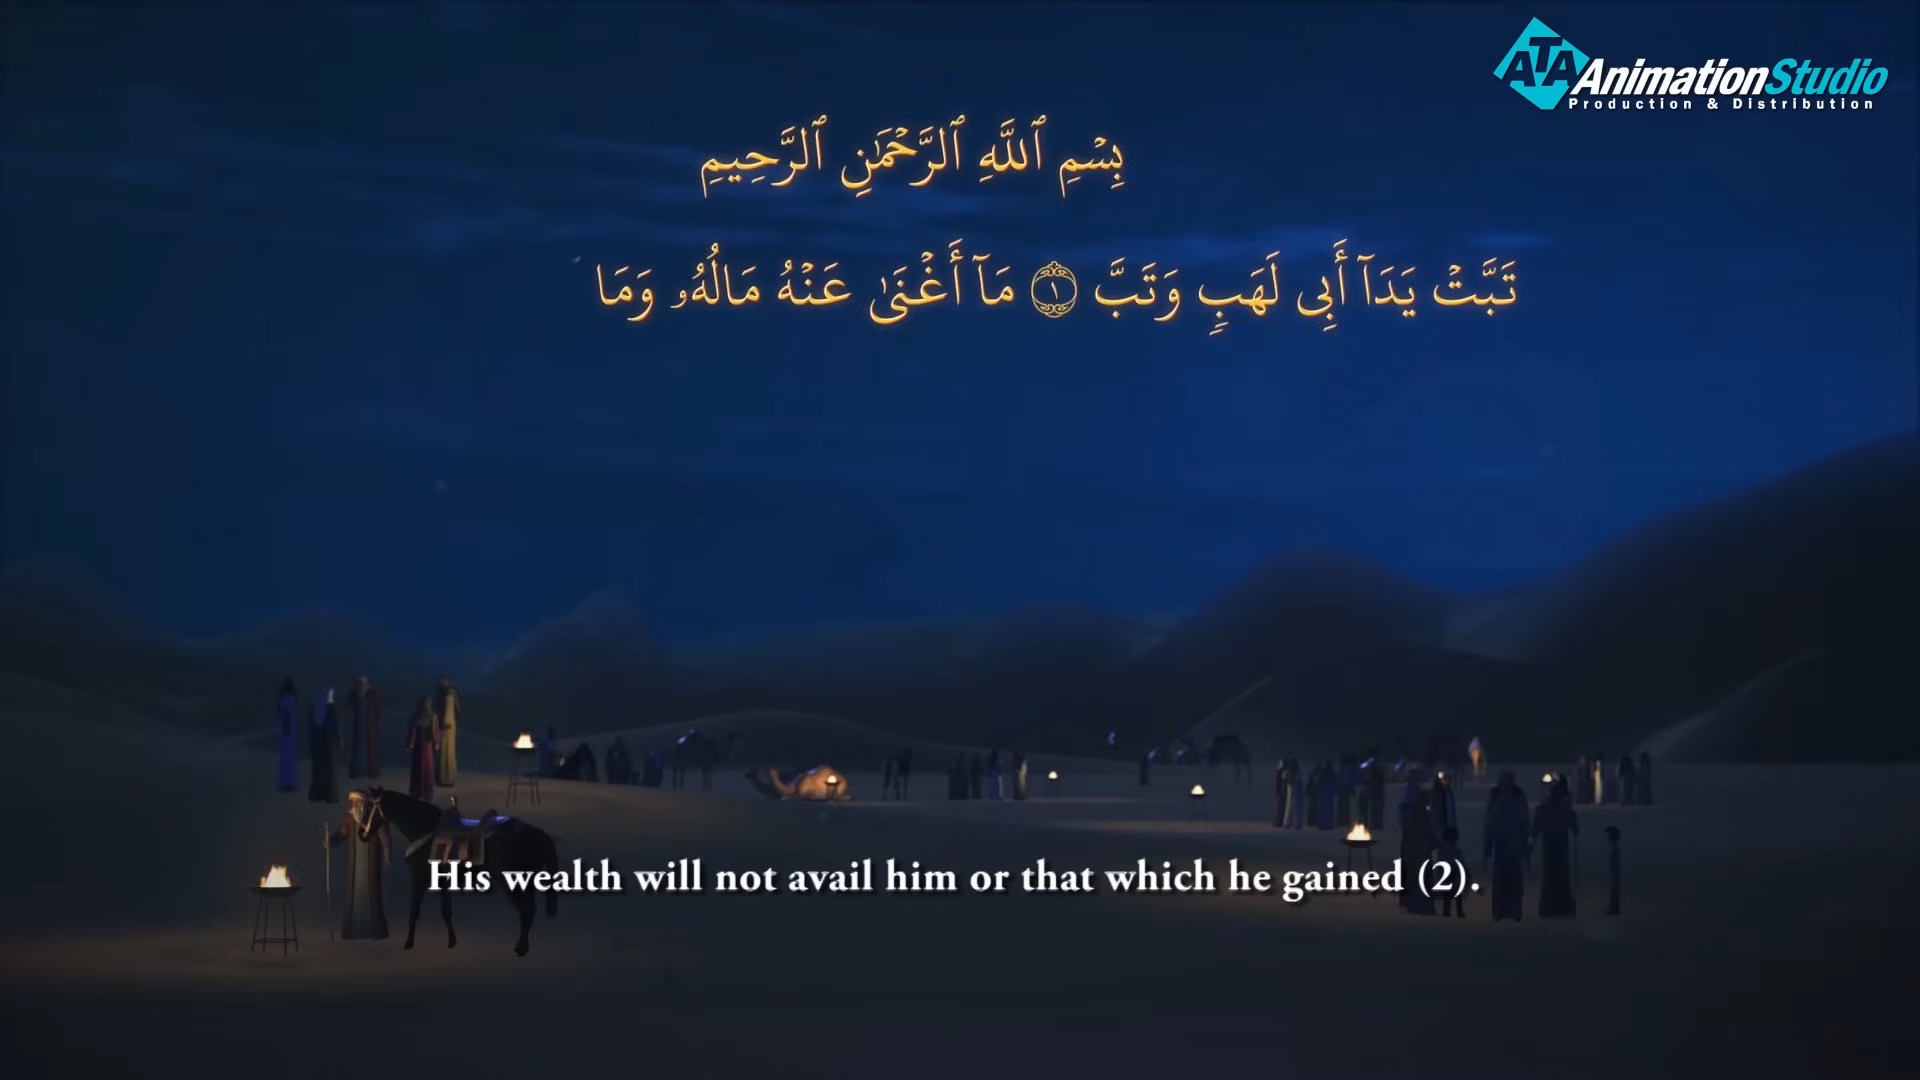 ATA AnimationStudio
Production & Distribution
بِسْمِ ٱللَّهِ ٱلرَّحْمَٰنِ ٱلرَّحِيمِ
تَبَّتْ يَدَآ أَبِى لَهَبٍ وَتَبَّ ١ مَآ أَغْنَىٰ عَنْهُ مَالُهُۥ وَمَا
His wealth will not avail him or that which he gained (2).